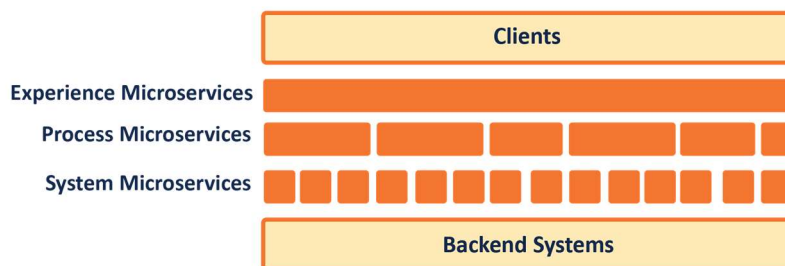 Clients
Experience Microservices
Process Microservices
System Microservices
Backend Systems